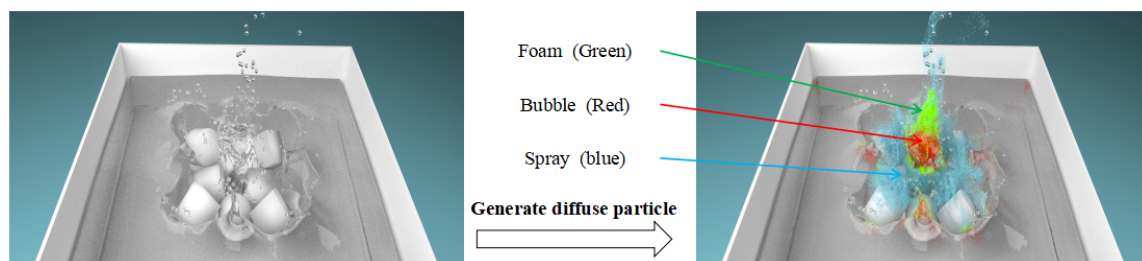 Foam (Green)
Bubble (Red)
Spray (blue)
Generate diffuse particle